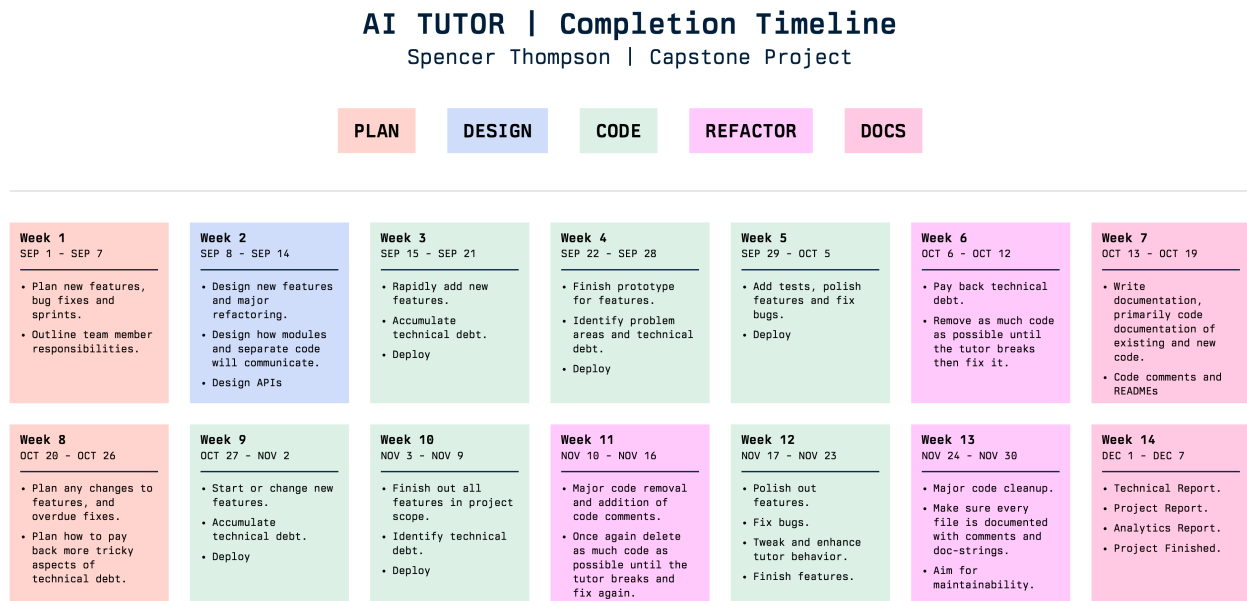 AI TUTOR | Completion Timeline
Spencer Thompson | Capstone Project
PLAN
DESIGN
CODE
REFACTOR
DOCS
Week 1
SEP 1 - SEP 7
• Plan new features,
bug fixes and
sprints.
• Outline team member
responsibilities.
Week 2
SEP 8 - SEP 14
• Design new features
and major
refactoring.
• Design how modules
and separate code
will communicate.
• Design APIs
Week 3
SEP 15 - SEP 21
• Rapidly add new
features.
• Accumulate
technical debt.
• Deploy
Week 4
SEP 22 - SEP 28
• Finish prototype
for features.
• Identify problem
areas and technical
debt.
• Deploy
Week 5
SEP 29 - OCT 5
• Add tests, polish
features and fix
bugs.
• Deploy
Week 6
OCT 6 - OCT 12
• Pay back technical
debt.
• Remove as much code
as possible until
the tutor breaks
then fix it.
Week 7
OCT 13 - OCT 19
• Write
documentation,
primarily code
documentation of
existing and new
code.
• Code comments and
READMEs
Week 8
OCT 20 - OCT 26
• Plan any changes to
features, and
overdue fixes.
• Plan how to pay
back more tricky
aspects of
technical debt.
Week 9
OCT 27 - NOV 2
• Start or change new
features.
• Accumulate
technical debt.
• Deploy
Week 10
NOV 3 - NOV 9
• Finish out all
features in project
scope.
• Identify technical
debt.
• Deploy
Week 11
NOV 10 - NOV 16
• Major code removal
and addition of
code comments.
• Once again delete
as much code as
possible until the
tutor breaks and
fix again.
Week 12
NOV 17 - NOV 23
• Polish out
features.
• Fix bugs.
• Tweak and enhance
tutor behavior.
• Finish features.
Week 13
NOV 24 - NOV 30
• Major code cleanup.
• Make sure every
file is documented
with comments and
doc-strings.
• Aim for
maintainability.
Week 14
DEC 1 - DEC 7
• Technical Report.
• Project Report.
• Analytics Report.
• Project Finished.